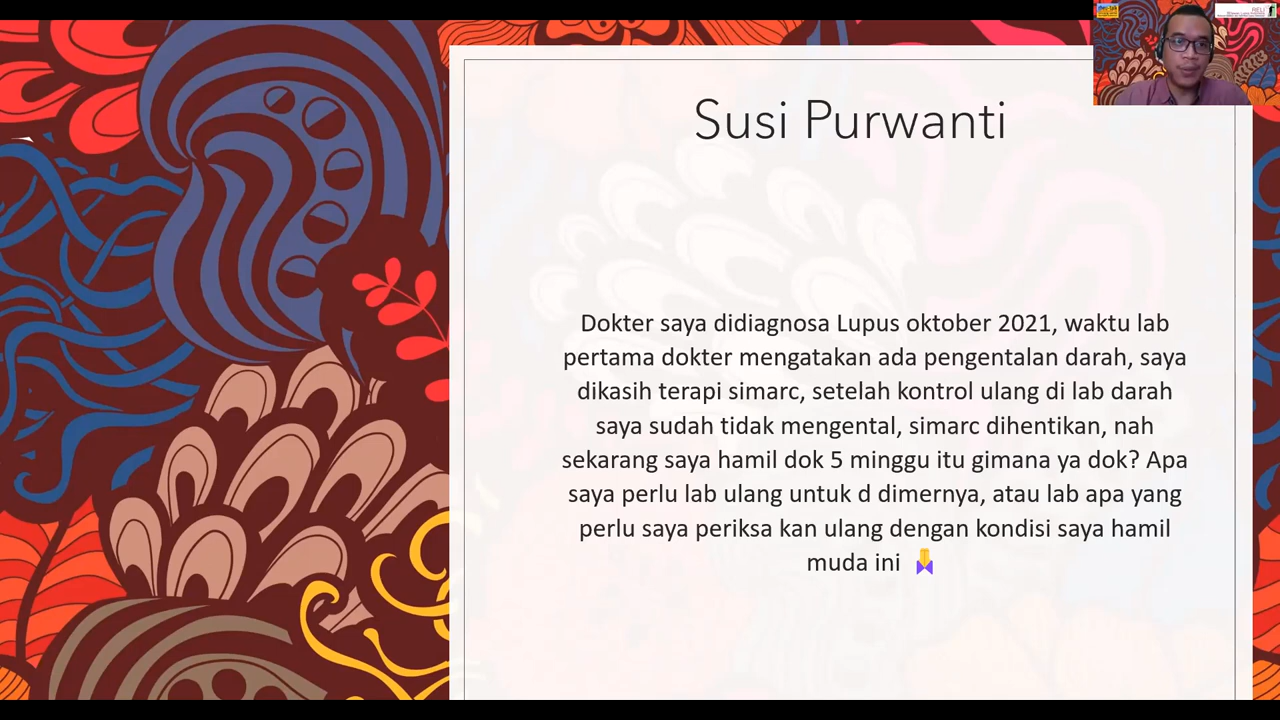 Susi Purwanti
Dokter saya didiagnosa Lupus oktober 2021, waktu lab
pertama dokter mengatakan ada pengentalan darah, saya
dikasih terapi simarc, setelah kontrol ulang di lab darah
saya sudah tidak mengental, simarc dihentikan, nah
sekarang saya hamil dok 5 minggu itu gimana ya dok? Apa
saya perlu lab ulang untuk d dimernya, atau lab apa yang
perlu saya periksa kan ulang dengan kondisi saya hamil
muda ini 🙏